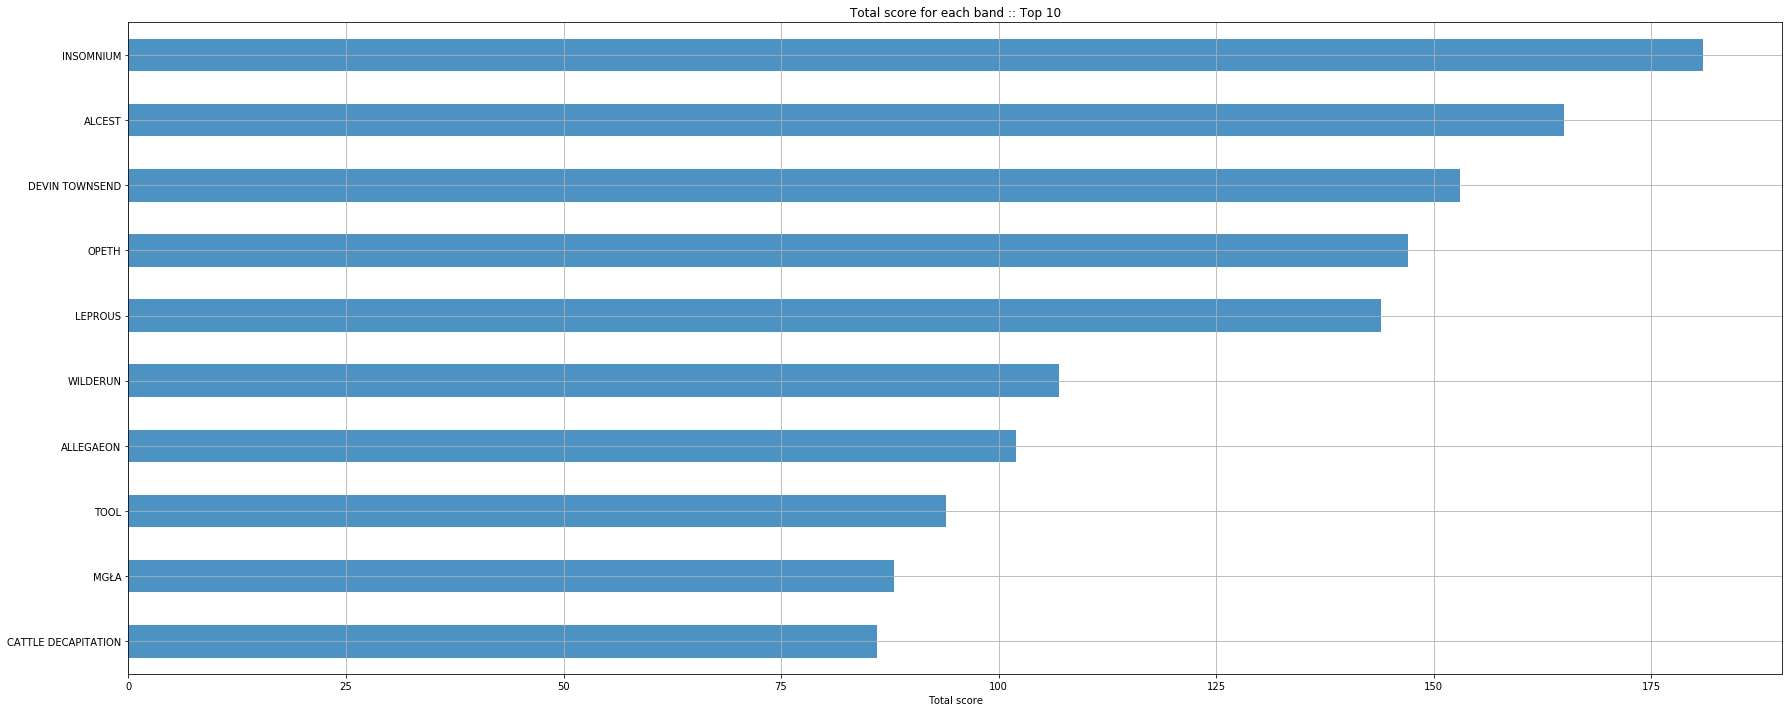 Total score for each band :: Top 10
INSOMNIUM
ALCEST
DEVIN TOWNSEND
OPETH
LEPROUS
WILDERUN
ALLEGAEON
TOOL
MGŁA
CATTLE DECAPITATION
0 25 50 75 100 125 150 175
Total score